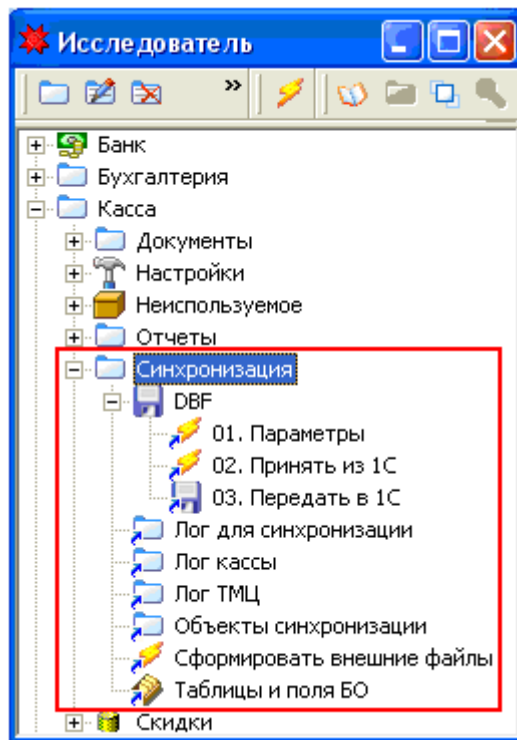 Исследователь
»
Банк
Бухгалтерия
Касса
Документы
Настройки
Неиспользуемое
Отчеты
Синхронизация
DBF
01. Параметры
02. Принять из 1С
03. Передать в 1С
Лог для синхронизации
Лог кассы
Лог ТМЦ
Объекты синхронизации
Сформировать внешние файлы
Таблицы и поля БО
Скидки